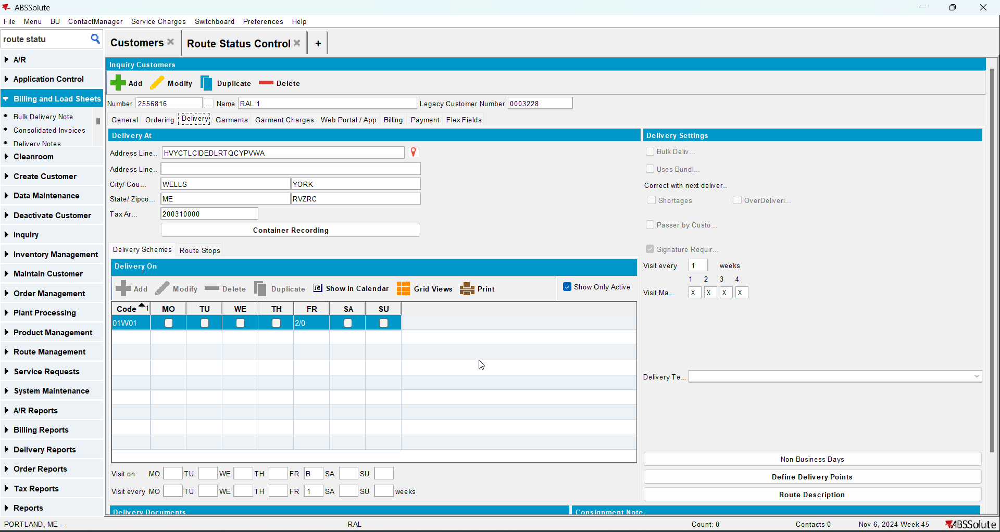 ABSSolute
File Menu BU ContactManager Service Charges Switchboard Preferences Help
route statu
Customers
Route Status Control
+
A/R
Application Control
Billing and Load Sheets
Bulk Delivery Note
Consolidated Invoices
Delivery Notes
Cleanroom
Create Customer
Data Maintenance
Deactivate Customer
Inquiry
Inventory Management
Maintain Customer
Order Management
Plant Processing
Product Management
Route Management
Service Requests
System Maintenance
A/R Reports
Billing Reports
Delivery Reports
Order Reports
Tax Reports
Reports
Inquiry Customers
Add Modify Duplicate Delete
Number 2556816 ... Name RAL 1 Legacy Customer Number 0003228
General Ordering Delivery Garments Garment Charges Web Portal / App Billing Payment Flex Fields
Delivery At
Address Line.. HVYCTLCIDEDLRTQCYPVWA
Address Line..
City/ Cou... WELLS YORK
State/ Zipco... ME RVZRC
Tax Ar... 200310000
Container Recording
Delivery Schemes Route Stops
Delivery On
Add Modify Delete Duplicate 16 Show in Calendar Grid Views Print Show Only Active
Code 1 MO TU WE TH FR SA SU
01W01 2/0
Visit on MO TU WE TH FR B SA SU
Visit every MO TU WE TH FR 1 SA SU weeks
Delivery Settings
Bulk Deliv...
Uses Bundl...
Correct with next deliver..
Shortages OverDeliveri...
Passer by Custo...
Signature Requir...
Visit every 1 weeks
1 2 3 4
Visit Ma... X X X X
Delivery Te...
Non Business Days
Define Delivery Points
Route Description
Delivery Documents
Consignment Note
PORTLAND, ME - - RAL Count: 0 Contacts 0 Nov 6, 2024 Week 45 ABSSolute